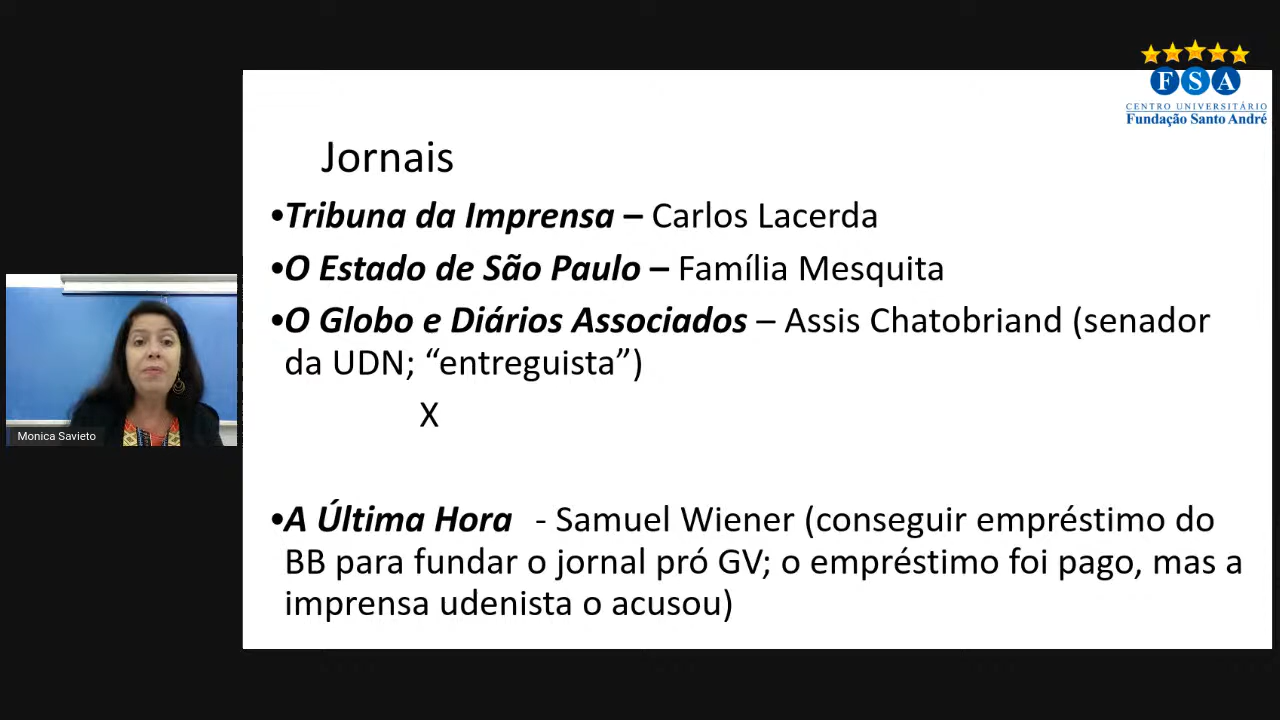 FSA
CENTRO UNIVERSITÁRIO
Fundação Santo André
Jornais
•Tribuna da Imprensa – Carlos Lacerda
•O Estado de São Paulo – Família Mesquita
•O Globo e Diários Associados – Assis Chatobriand (senador
da UDN; “entreguista”)
X
•A Última Hora - Samuel Wiener (conseguir empréstimo do
BB para fundar o jornal pró GV; o empréstimo foi pago, mas a
imprensa udenista o acusou)
Monica Savieto